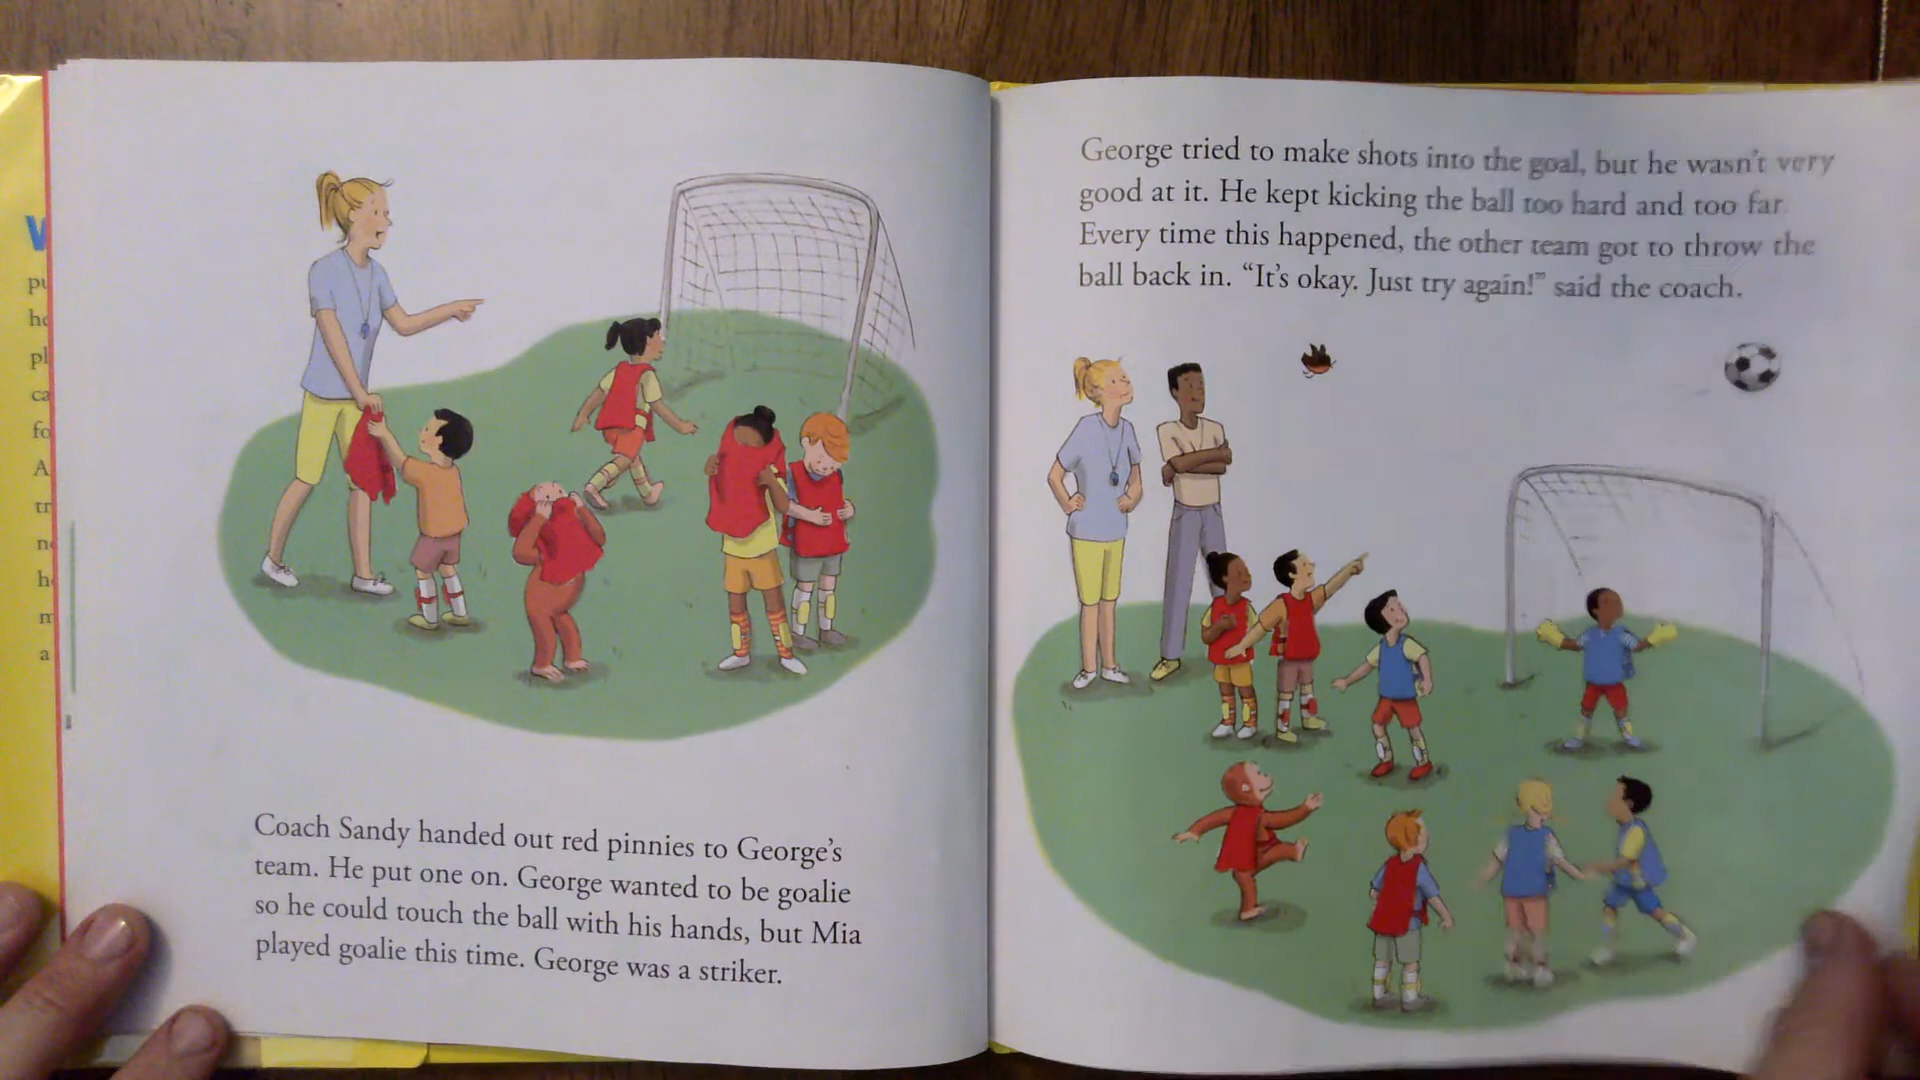 Coach Sandy handed out red pinnies to George's
team. He put one on. George wanted to be goalie
so he could touch the ball with his hands, but Mia
played goalie this time. George was a striker.
George tried to make shots into the goal, but he wasn't very
good at it. He kept kicking the ball too hard and too far.
Every time this happened, the other team got to throw the
ball back in. “It's okay. Just try again!” said the coach.